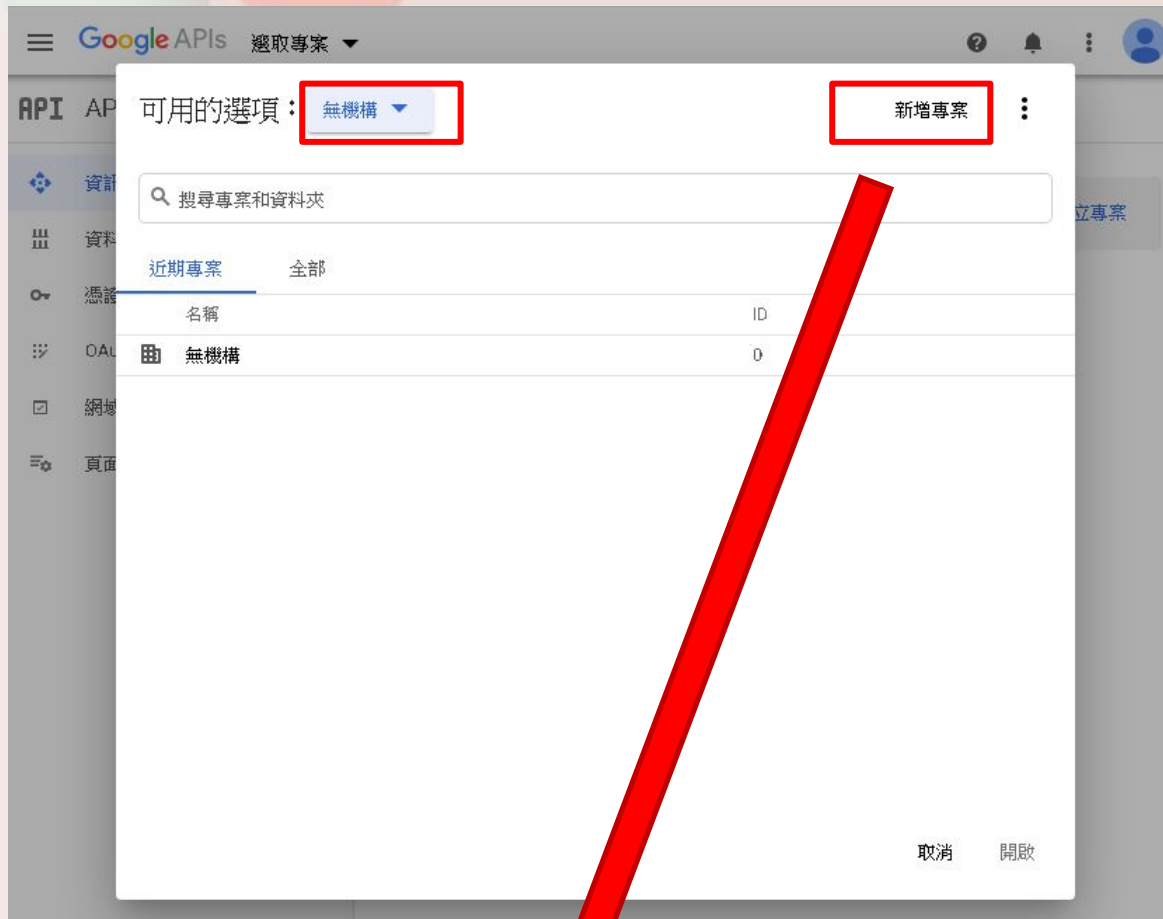 Google APIs 選取專案
API AP
可用的選項： 無機構
新增專案
資訊
搜尋專案和資料夾
立專案
資料
近期專案 全部
憑證
名稱 ID
OAu
無機構 0
網域
頁面
取消 開啟